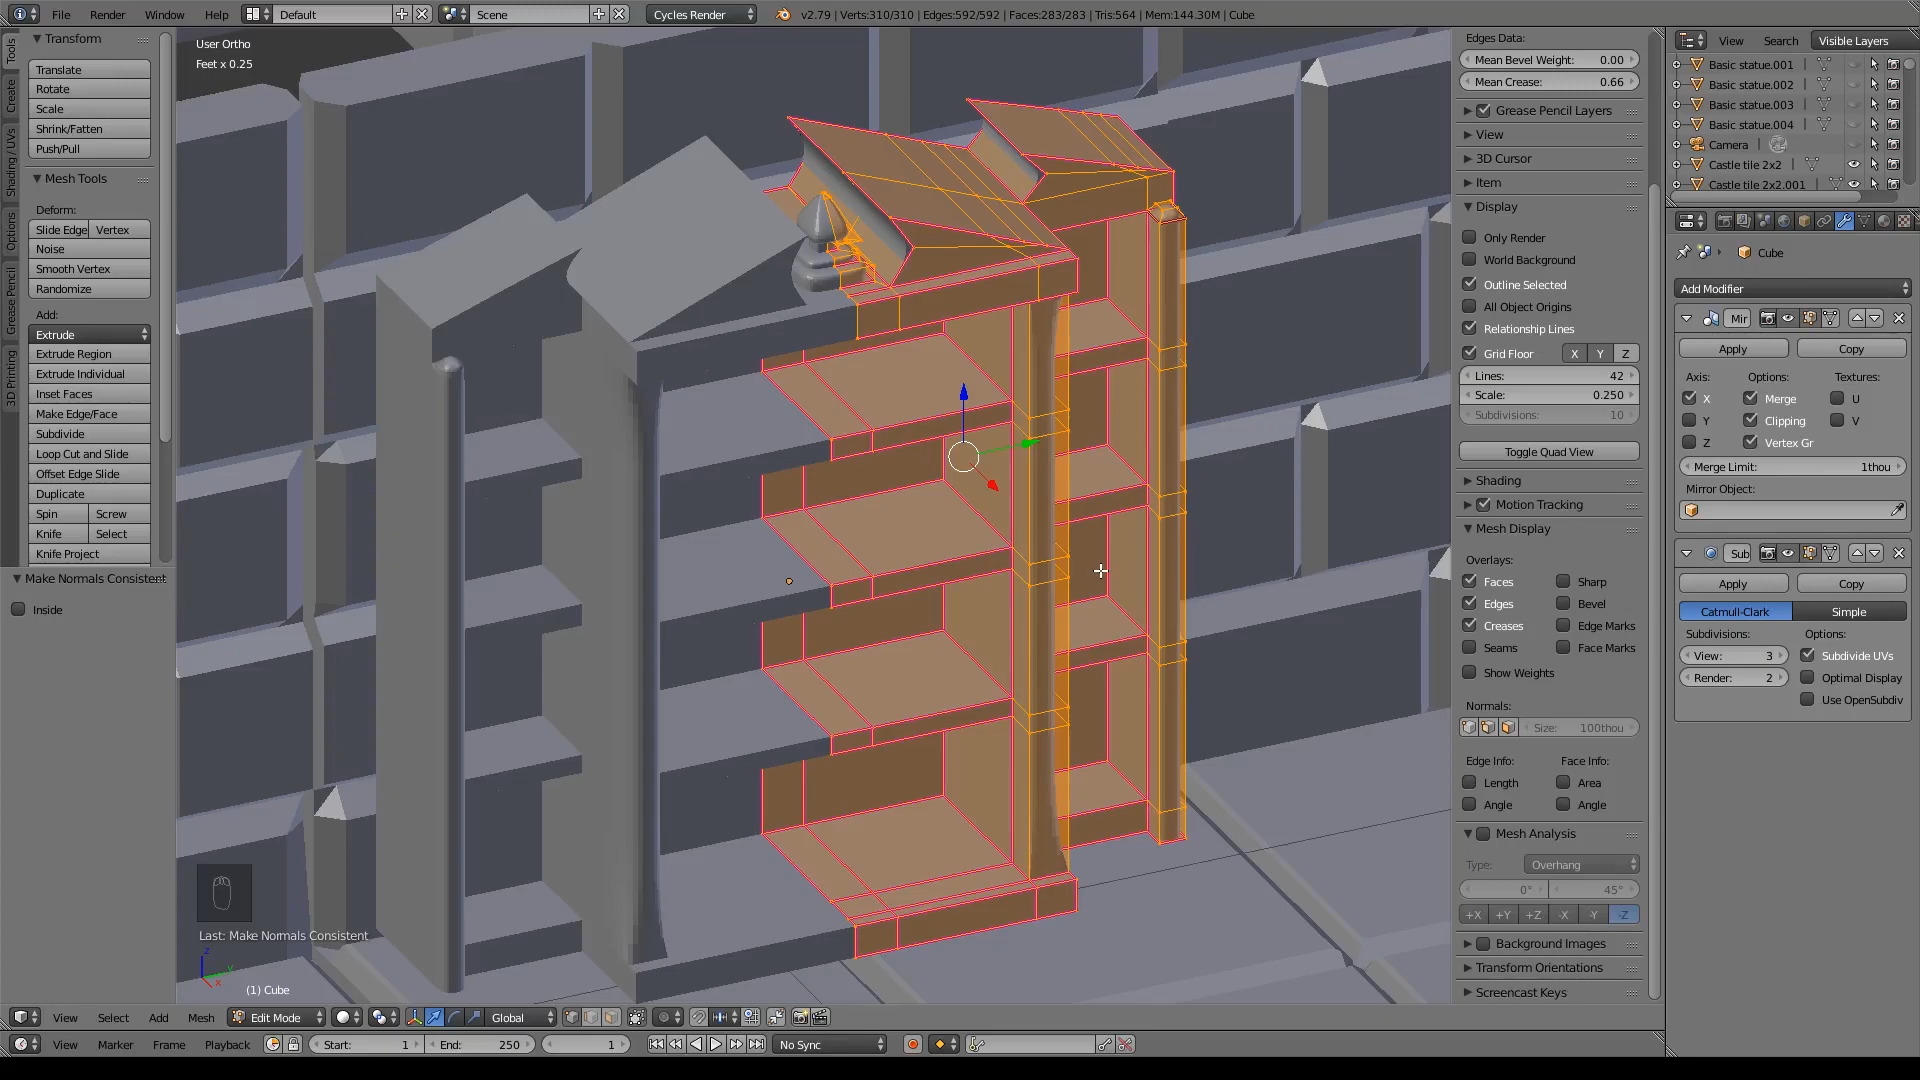 File Render Window Help Default Scene Cycles Render v2.79 | Verts:310/310 | Edges:592/592 | Faces:283/283 | Tris:564 | Mem:144.30M | Cube
Tools
Create
Shading / UVs
Options
Grease Pencil
3D Printing
Transform
Translate
Rotate
Scale
Shrink/Fatten
Push/Pull
Mesh Tools
Deform:
Slide Edge Vertex
Noise
Smooth Vertex
Randomize
Add:
Extrude
Extrude Region
Extrude Individual
Inset Faces
Make Edge/Face
Subdivide
Loop Cut and Slide
Offset Edge Slide
Duplicate
Spin Screw
Knife Select
Knife Project
Make Normals Consistent
Inside
User Ortho
Feet x 0.25
Last: Make Normals Consistent
z
y
x
(1) Cube
Edges Data:
Mean Bevel Weight: 0.00
Mean Crease: 0.66
Grease Pencil Layers
View
3D Cursor
Item
Display
Only Render
World Background
Outline Selected
All Object Origins
Relationship Lines
Grid Floor X Y Z
Lines: 42
Scale: 0.250
Subdivisions: 10
Toggle Quad View
Shading
Motion Tracking
Mesh Display
Overlays:
Faces Sharp
Edges Bevel
Creases Edge Marks
Seams Face Marks
Show Weights
Normals:
Size: 100thou
Edge Info: Face Info:
Length Area
Angle Angle
Mesh Analysis
Type: Overhang
0° 45°
+X +Y +Z -X -Y -Z
Background Images
Transform Orientations
Screencast Keys
View Search Visible Layers
Basic statue.001
Basic statue.002
Basic statue.003
Basic statue.004
Camera
Castle tile 2x2
Castle tile 2x2.001
Cube
Add Modifier
Mir
Apply Copy
Axis: Options: Textures:
X Merge U
Y Clipping V
Z Vertex Gr
Merge Limit: 1thou
Mirror Object:
Sub
Apply Copy
Catmull-Clark Simple
Subdivisions: Options:
View: 3 Subdivide UVs
Render: 2 Optimal Display
Use OpenSubdiv
View Select Add Mesh Edit Mode Global
View Marker Frame Playback Start: 1 End: 250 1 No Sync